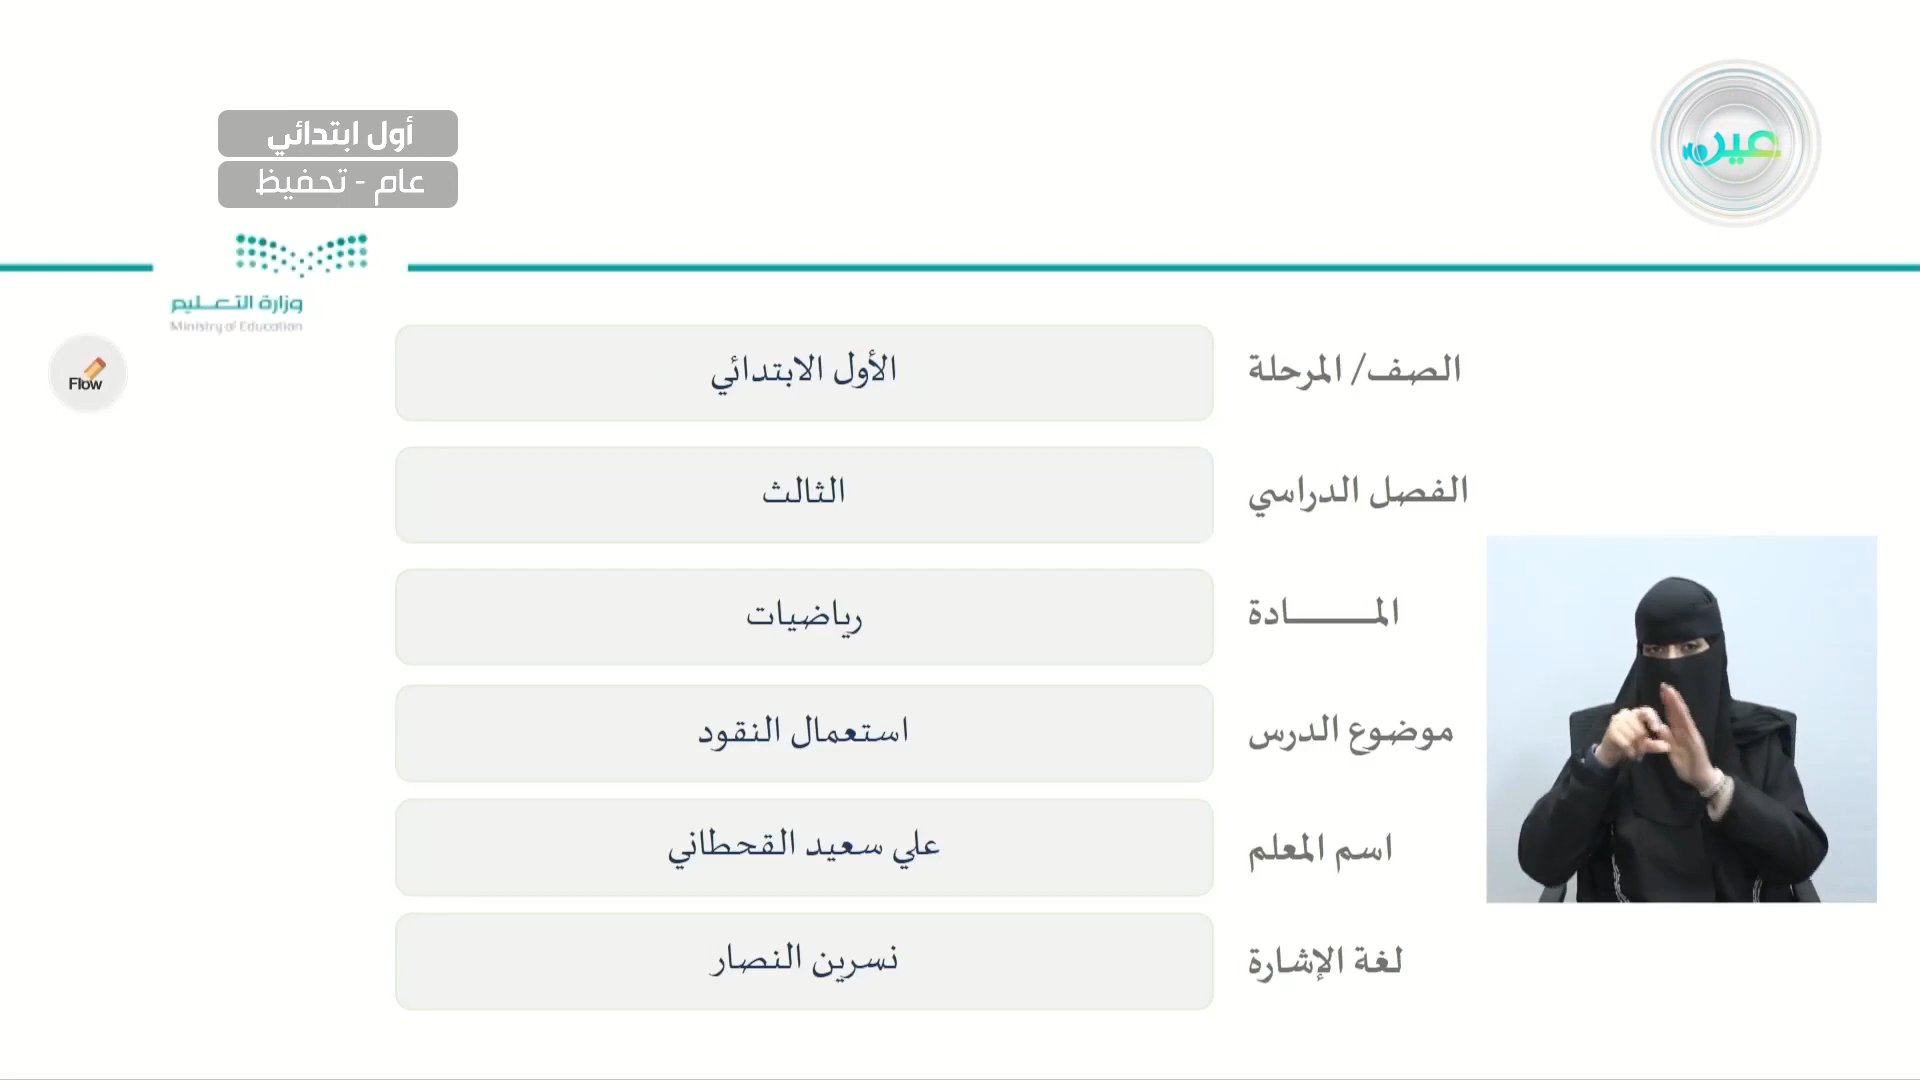 أول ابتدائي
عام - تحفيظ
عين
وزارة التعليم
Ministry of Education
Flow
الصف/ المرحلة
الأول الابتدائي
الفصل الدراسي
الثالث
المـــــــادة
رياضيات
موضوع الدرس
استعمال النقود
اسم المعلم
علي سعيد القحطاني
لغة الإشارة
نسرين النصار